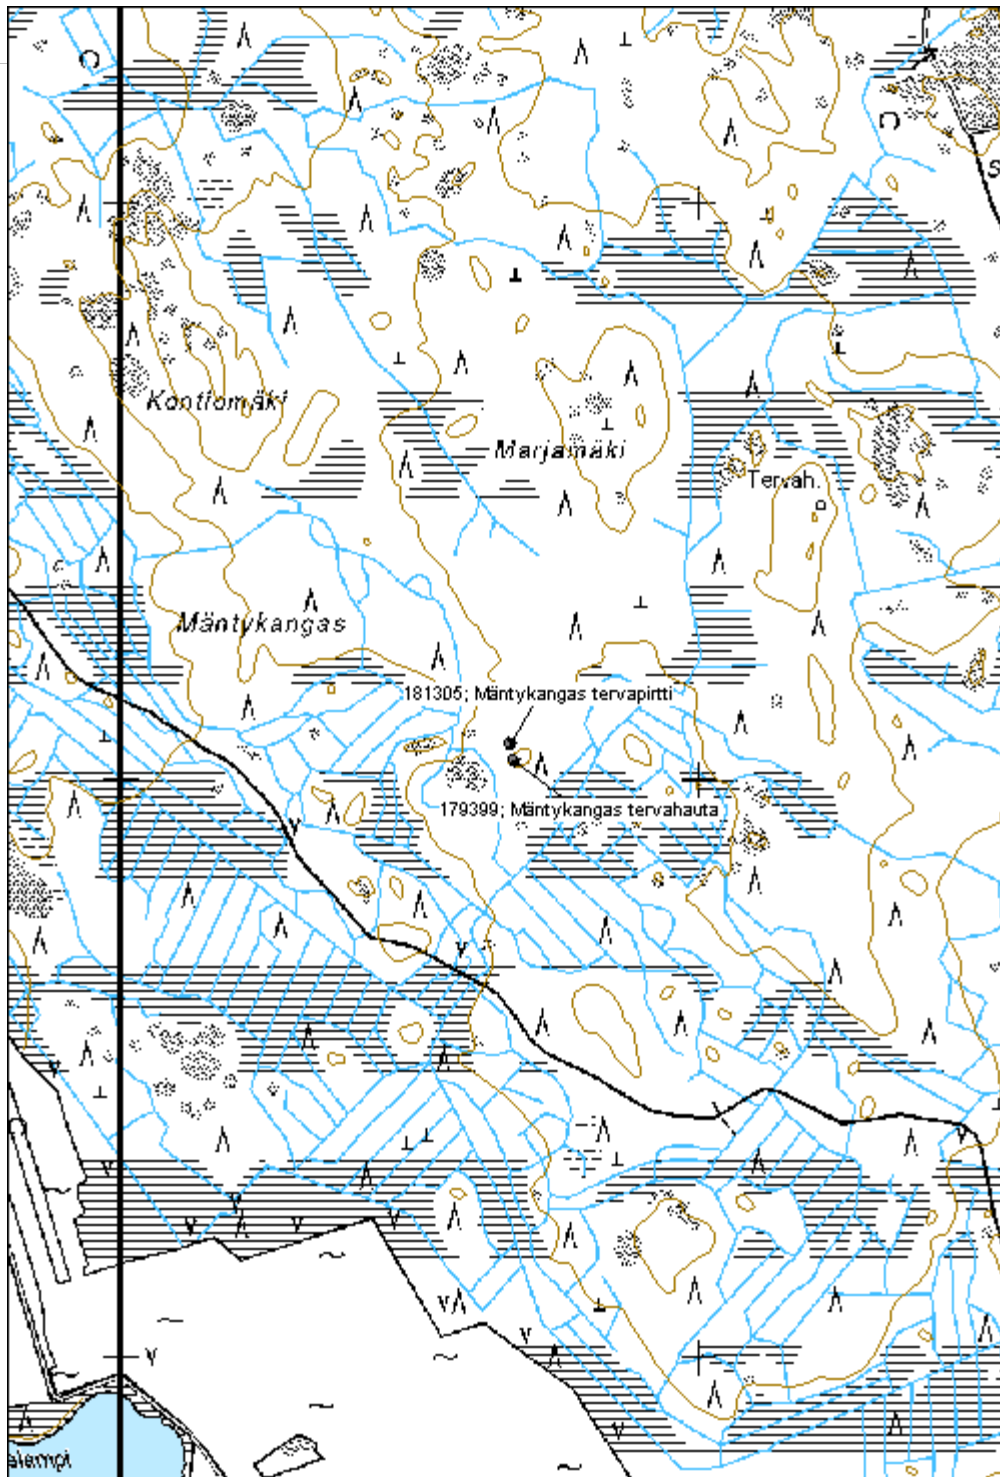 Kontiomäki
Marjamäki
Tervah.
Mäntykangas
181305; Mäntykangas tervapirtti
179399; Mäntykangas tervahauta